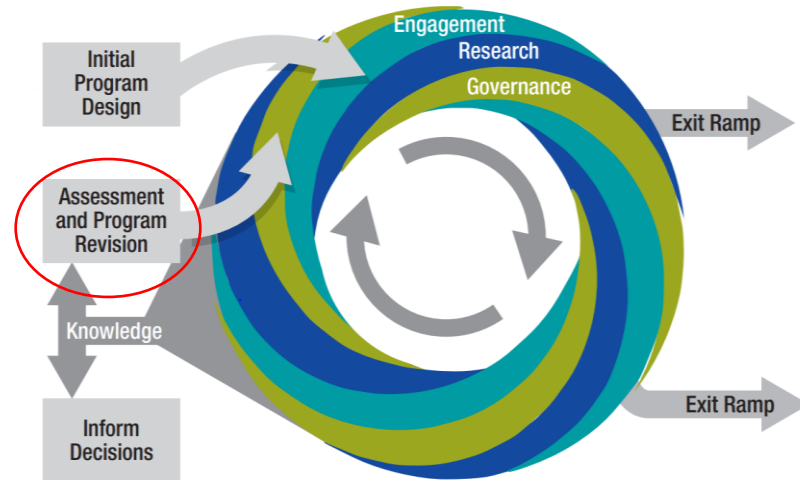 Engagement
Research
Governance
Initial
Program
Design
Exit Ramp
Assessment
and Program
Revision
Knowledge
Inform
Decisions
Exit Ramp